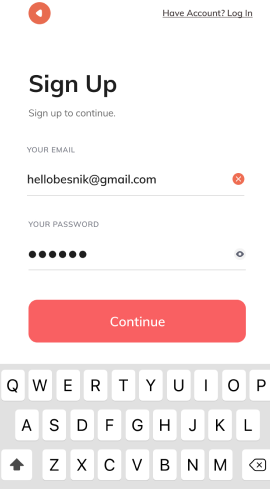 Have Account? Log In
Sign Up
Sign up to continue.
YOUR EMAIL
hellobesnik@gmail.com
YOUR PASSWORD
Continue
Q W E R T Y U I O P
A S D F G H J K L
Z X C V B N M